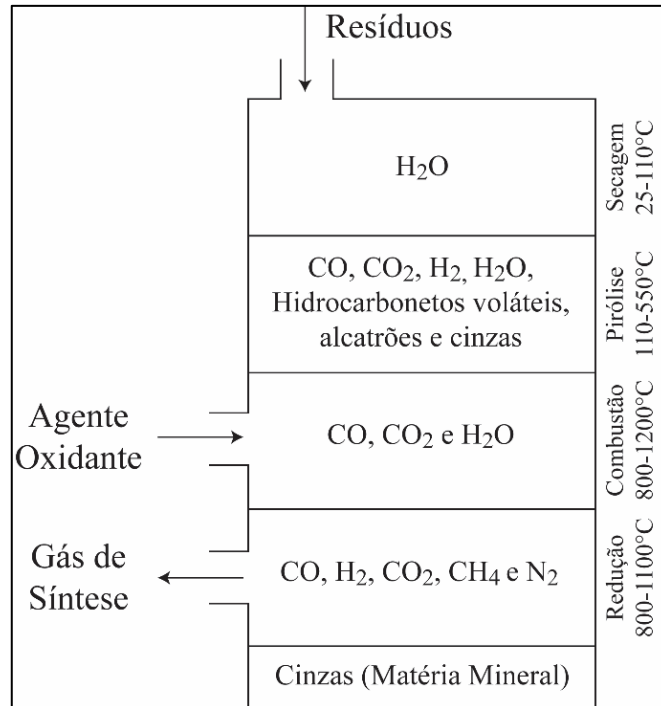 Resíduos
H2O
Secagem
25-110°C
CO, CO2, H2, H2O,
Hidrocarbonetos voláteis,
alcatrões e cinzas
Pirólise
110-550°C
Agente
Oxidante
CO, CO2 e H2O
Combustão
800-1200°C
Gás de
Síntese
CO, H2, CO2, CH4 e N2
Redução
800-1100°C
Cinzas (Matéria Mineral)